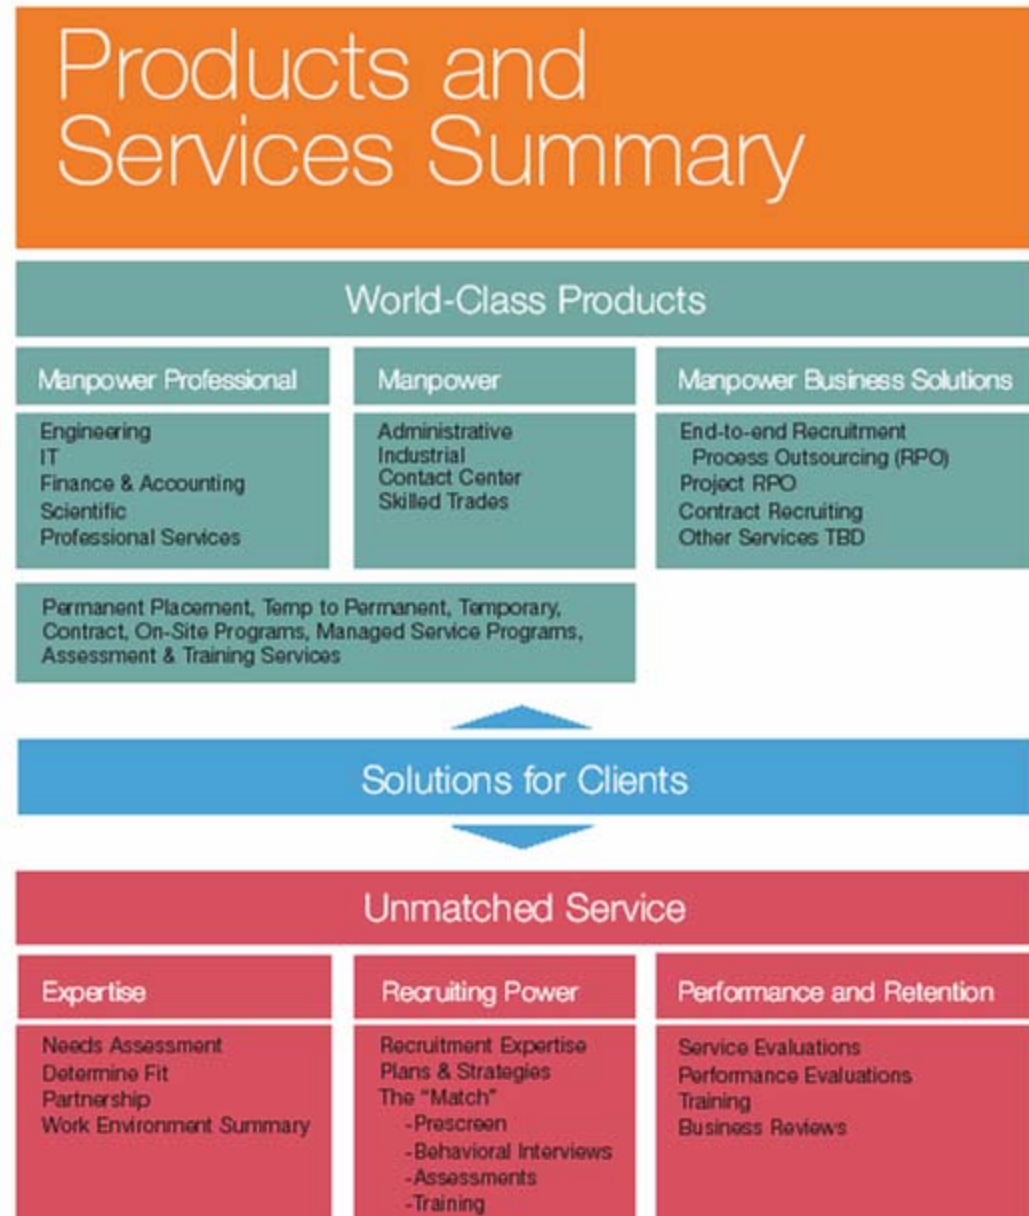 Products and
Services Summary
World-Class Products
Manpower Professional
Engineering
IT
Finance & Accounting
Scientific
Professional Services
Manpower
Administrative
Industrial
Contact Center
Skilled Trades
Manpower Business Solutions
End-to-end Recruitment
Process Outsourcing (RPO)
Project RPO
Contract Recruiting
Other Services TBD
Permanent Placement, Temp to Permanent, Temporary,
Contract, On-Site Programs, Managed Service Programs,
Assessment & Training Services
Solutions for Clients
Unmatched Service
Expertise
Needs Assessment
Determine Fit
Partnership
Work Environment Summary
Recruiting Power
Recruitment Expertise
Plans & Strategies
The "Match"
-Prescreen
-Behavioral Interviews
-Assessments
-Training
Performance and Retention
Service Evaluations
Performance Evaluations
Training
Business Reviews